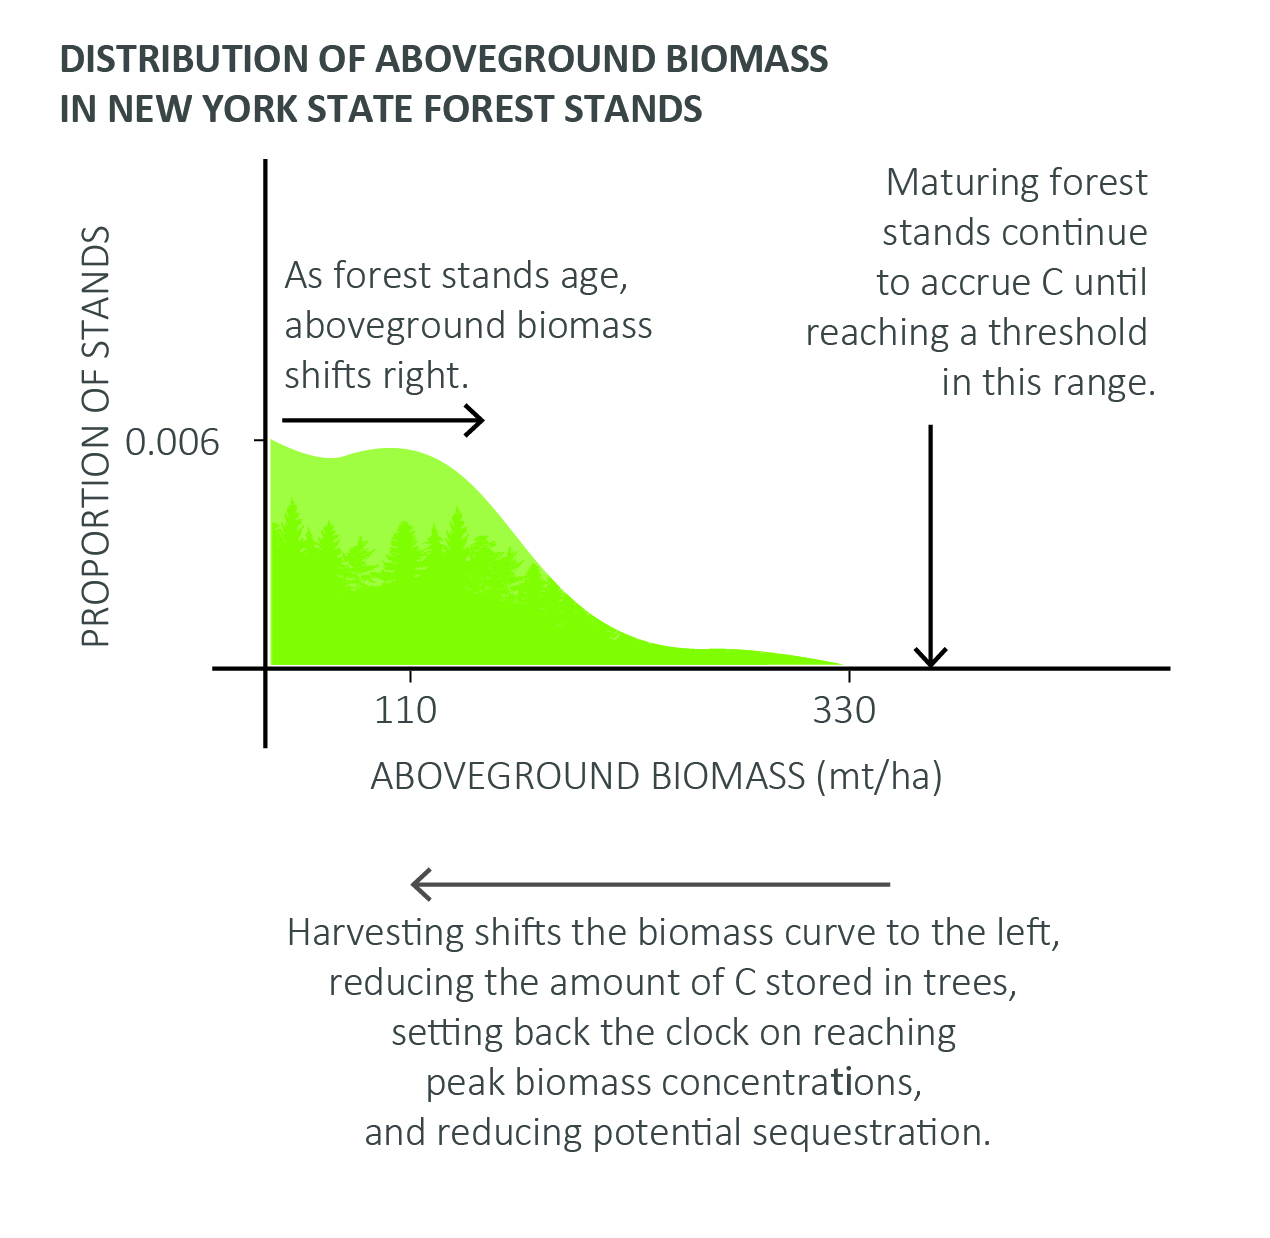 DISTRIBUTION OF ABOVEGROUND BIOMASS
IN NEW YORK STATE FOREST STANDS
Maturing forest
stands continue
to accrue C until
reaching a threshold
in this range.
As forest stands age,
aboveground biomass
shifts right.
PROPORTION OF STANDS
0.006
110
330
ABOVEGROUND BIOMASS (mt/ha)
Harvesting shifts the biomass curve to the left,
reducing the amount of C stored in trees,
setting back the clock on reaching
peak biomass concentrations,
and reducing potential sequestration.